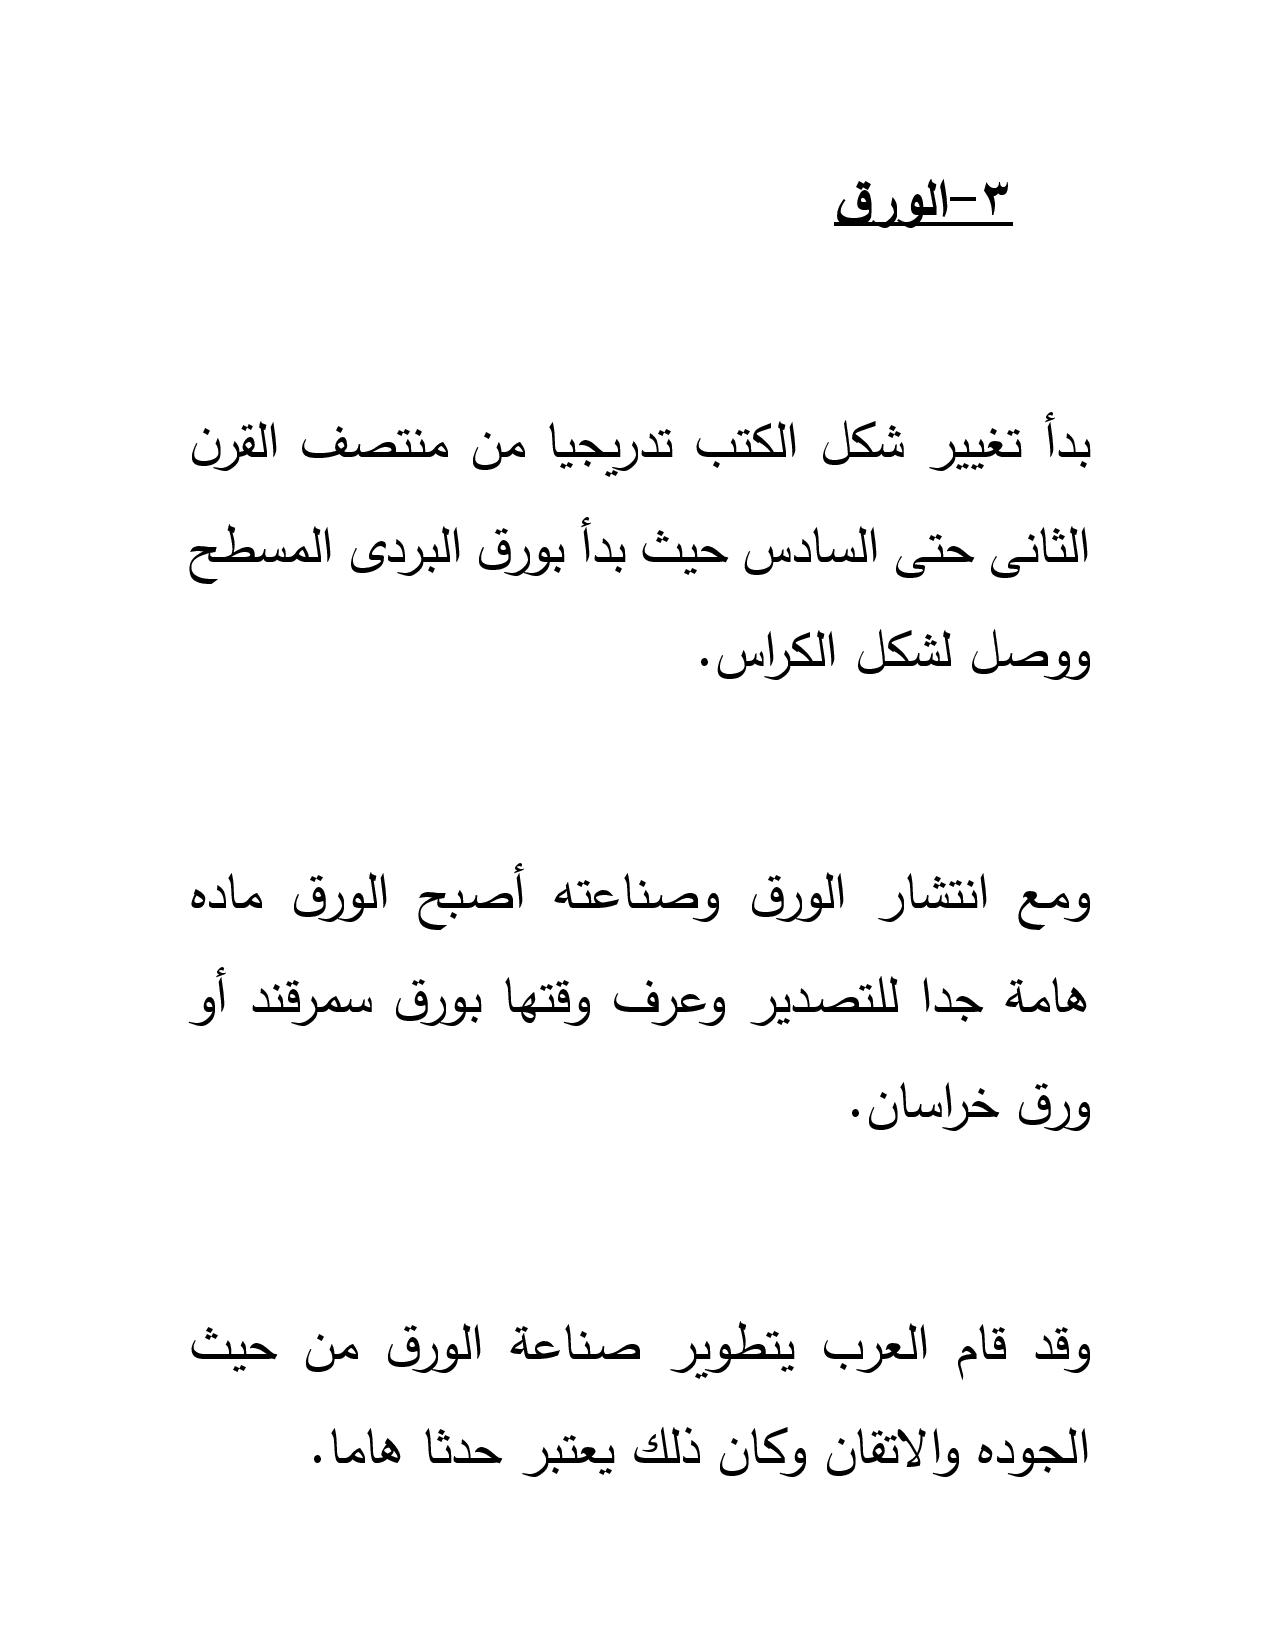 ٣-الورق
بدأ تغيير شكل الكتب تدريجيا من منتصف القرن
الثانى حتى السادس حيث بدأ بورق البردى المسطح
ووصل لشكل الكراس.
ومع انتشار الورق وصناعته أصبح الورق ماده
هامة جدا للتصدير وعرف وقتها بورق سمرقند أو
ورق خراسان.
وقد قام العرب يتطوير صناعة الورق من حيث
الجوده والاتقان وكان ذلك يعتبر حدثا هاما.